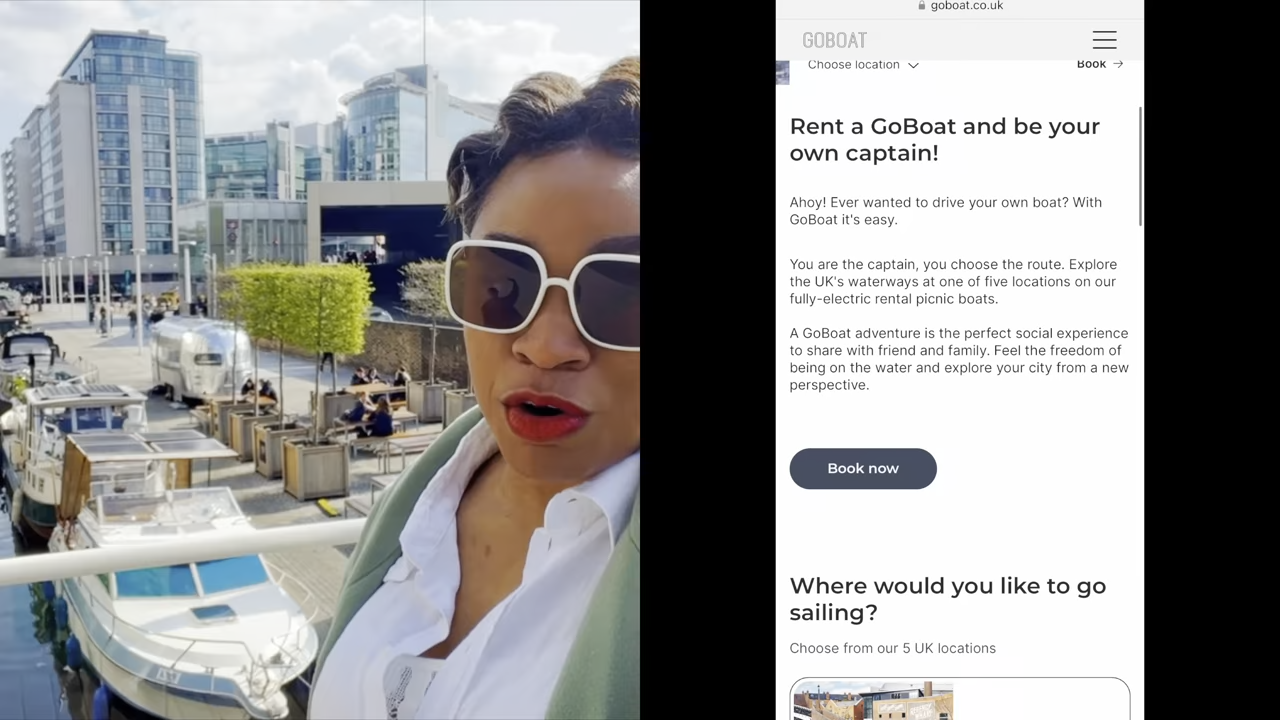 goboat.co.uk
GOBOAT
Choose location
Book →
Rent a GoBoat and be your
own captain!
Ahoy! Ever wanted to drive your own boat? With
GoBoat it's easy.
You are the captain, you choose the route. Explore
the UK's waterways at one of five locations on our
fully-electric rental picnic boats.
A GoBoat adventure is the perfect social experience
to share with friend and family. Feel the freedom of
being on the water and explore your city from a new
perspective.
Book now
Where would you like to go
sailing?
Choose from our 5 UK locations